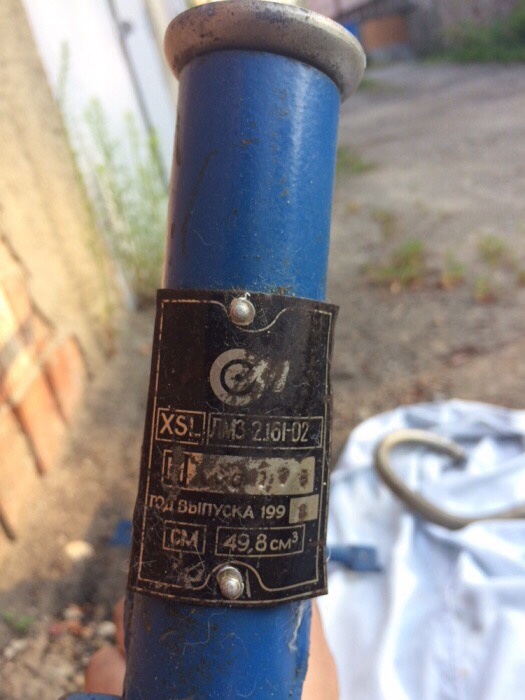 XSL ЛМЗ 2.161-02
ГОД ВЫПУСКА 199
СМ 49,8 см³